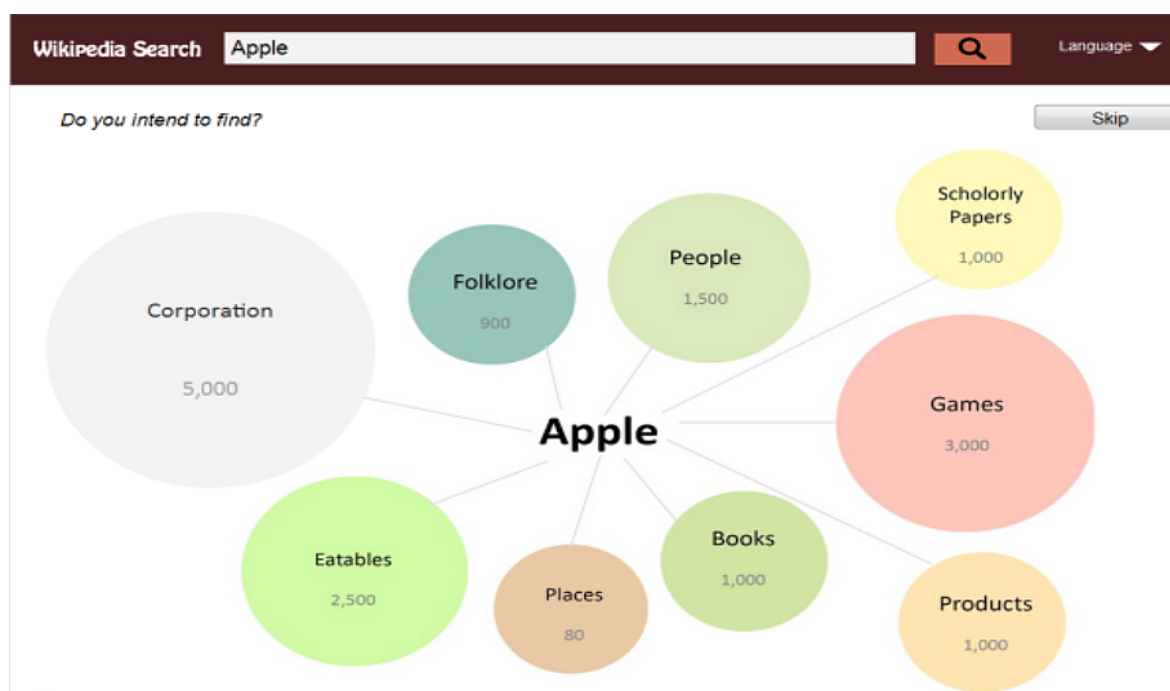 Wikipedia Search
Apple
Language
Do you intend to find?
Skip
Scholorly
Papers
1,000
People
1,500
Folklore
900
Corporation
5,000
Games
3,000
Apple
Books
1,000
Eatables
2,500
Places
80
Products
1,000